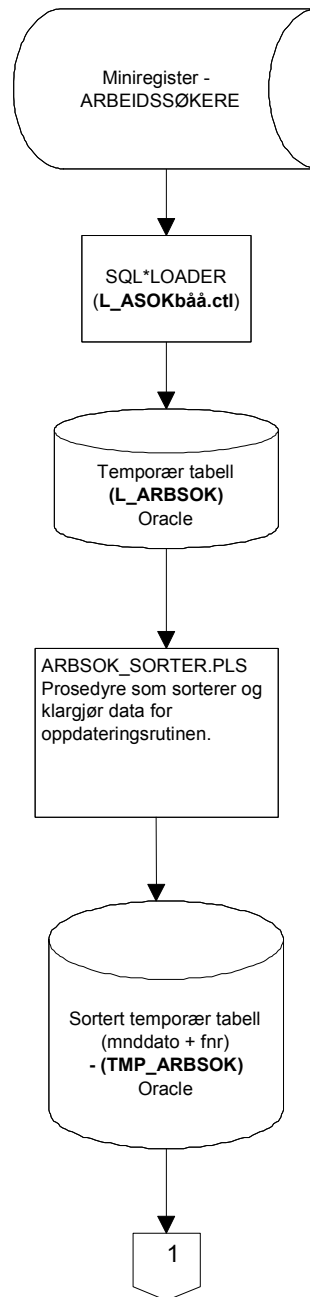 Miniregister -
ARBEIDSSØKERE
SQL*LOADER
(L_ASOKbåå.ctl)
Temporær tabell
(L_ARBSOK)
Oracle
ARBSOK_SORTER.PLS
Prosedyre som sorterer og
klargjør data for
oppdateringsrutinen.
Sortert temporær tabell
(mnddato + fnr)
- (TMP_ARBSOK)
Oracle
1